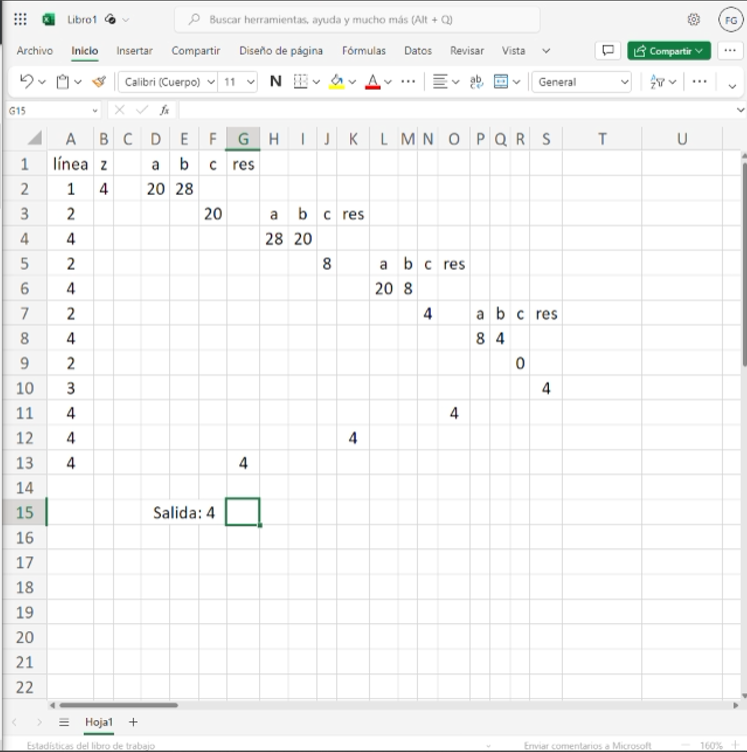 Libro1
Buscar herramientas, ayuda y mucho más (Alt + Q)
FG
Archivo Inicio Insertar Compartir Diseño de página Fórmulas Datos Revisar Vista Compartir
Calibri (Cuerpo) 11 N A ab General
G15 fx
A B C D E F G H I J K L M N O P Q R S T U
1 línea z a b c res
2 1 4 20 28
3 2 20 a b c res
4 4 28 20
5 2 8 a b c res
6 4 20 8
7 2 4 a b c res
8 4 8 4
9 2 0
10 3 4
11 4 4
12 4 4
13 4 4
14
15 Salida: 4
16
17
18
19
20
21
22
Hoja1 +
Estadísticas del libro de trabajo Enviar comentarios a Microsoft 160% +